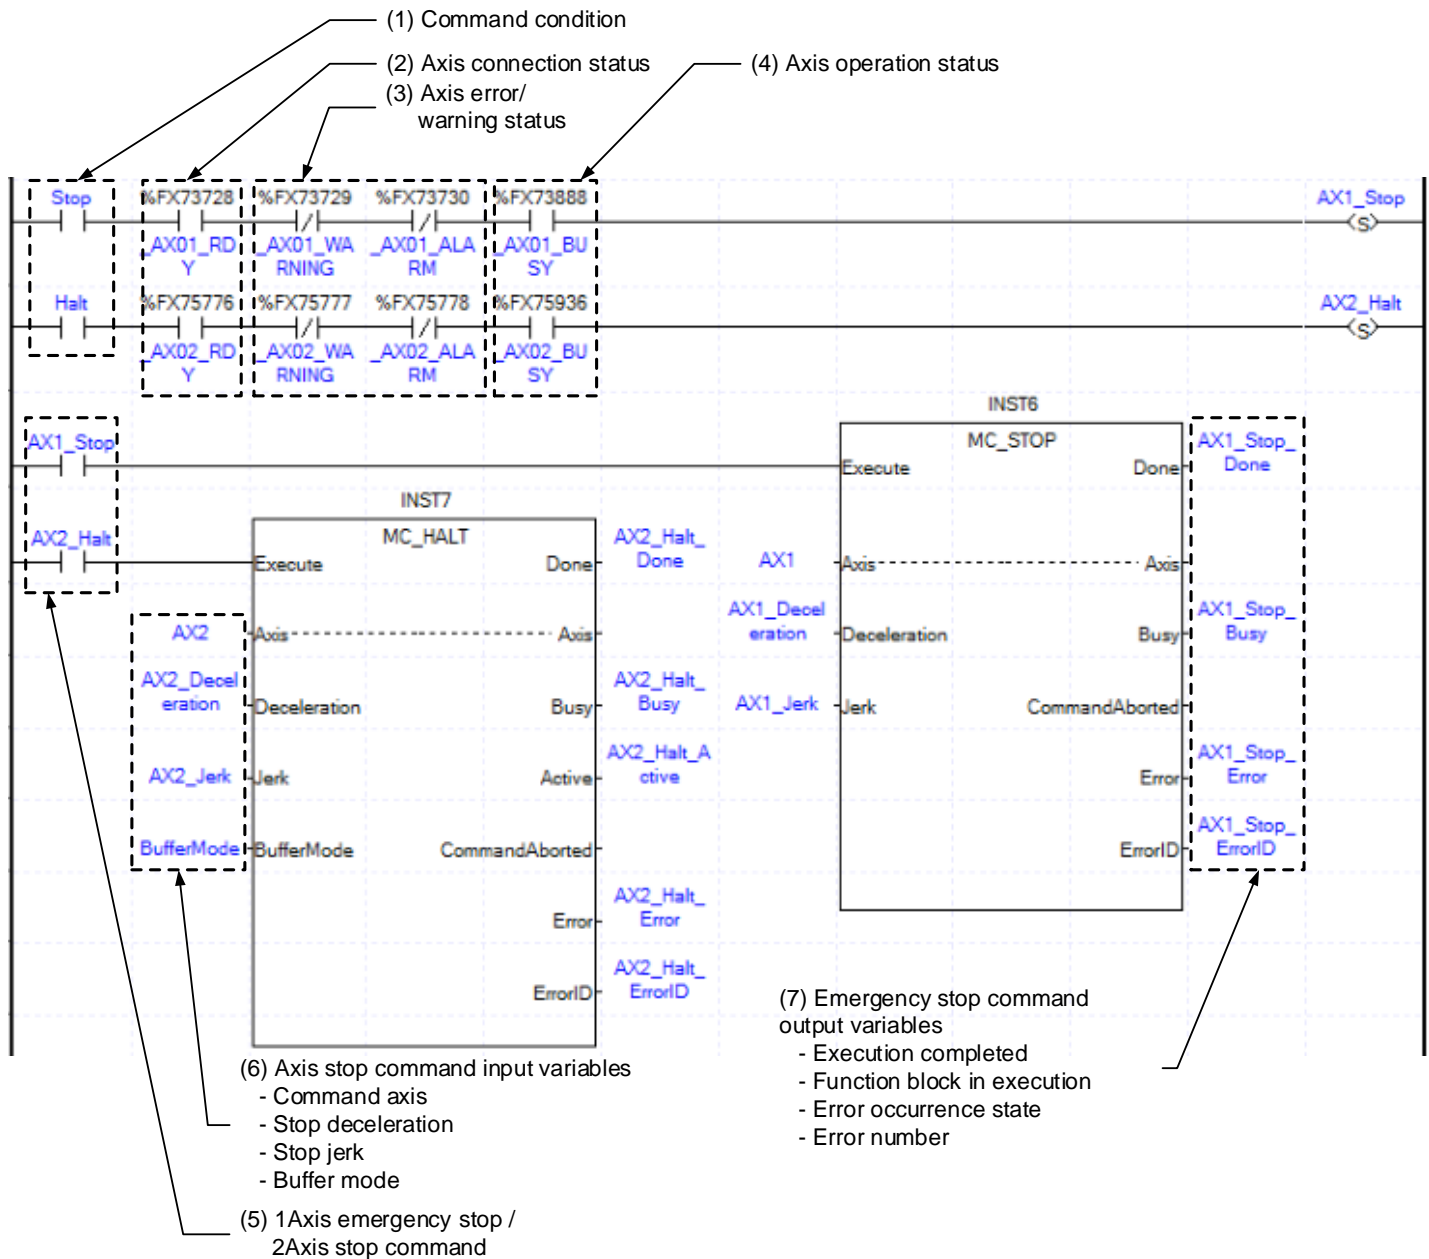 (1) Command condition
(2) Axis connection status
(4) Axis operation status
(3) Axis error/
warning status
Stop %FX73728 %FX73729 %FX73730 %FX73888 AX1_Stop
S
_AX01_RD _AX01_WA _AX01_ALA _AX01_BU
Y RNING RM SY
Halt %FX75776 %FX75777 %FX75778 %FX75936 AX2_Halt
S
_AX02_RD _AX02_WA _AX02_ALA _AX02_BU
Y RNING RM SY
INST6
AX1_Stop MC_STOP AX1_Stop_
Execute Done Done
INST7
AX2_Halt MC_HALT AX2_Halt_
Execute Done Done AX1 Axis Axis
AX1_Decel AX1_Stop_
AX2 Axis Axis eration Deceleration Busy Busy
AX2_Decel AX2_Halt_
eration Deceleration Busy Busy AX1_Jerk Jerk CommandAborted
AX2_Halt_A AX1_Stop_
AX2_Jerk Jerk Active ctive Error Error
AX1_Stop_
BufferMode BufferMode CommandAborted ErrorID ErrorID
AX2_Halt_
Error Error
AX2_Halt_
ErrorID ErrorID
(7) Emergency stop command
output variables
- Execution completed
- Function block in execution
- Error occurrence state
- Error number
(6) Axis stop command input variables
- Command axis
- Stop deceleration
- Stop jerk
- Buffer mode
(5) 1Axis emergency stop /
2Axis stop command